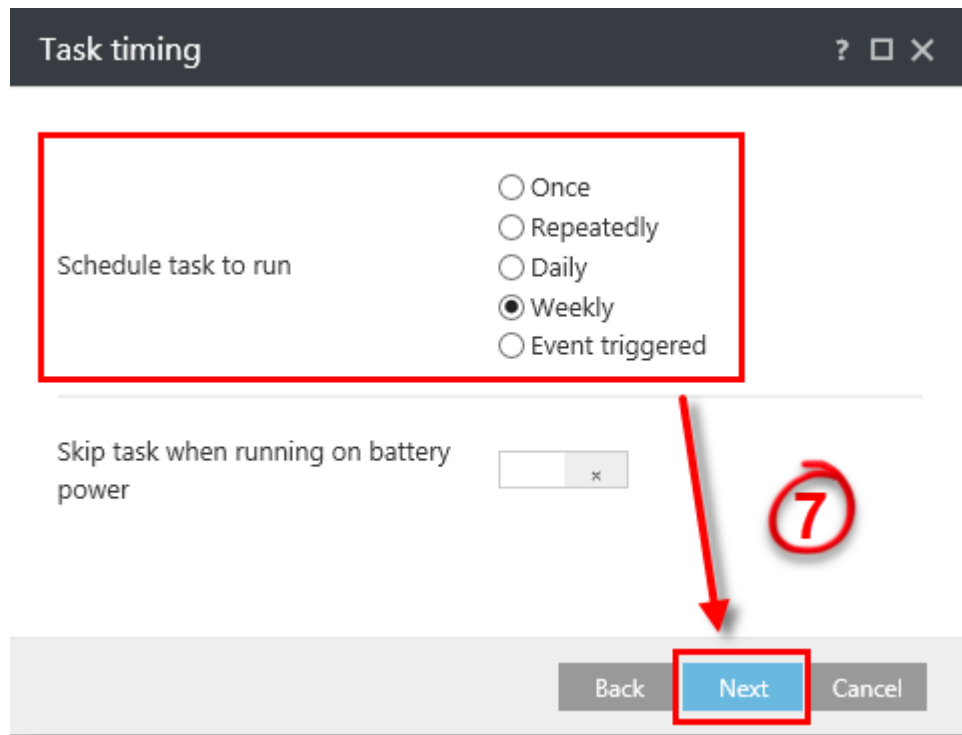 Task timing ?
Once
Repeatedly
Schedule task to run
Daily
Weekly
Event triggered
Skip task when running on battery
power
7
Back Next Cancel